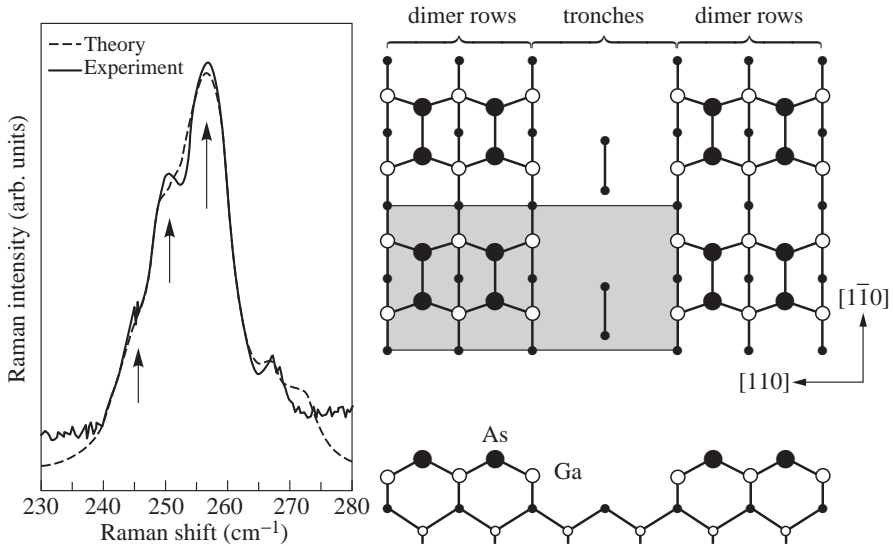 dimer rows tronches dimer rows
Theory
Experiment
Raman intensity (arb. units)
[11̅0]
[110]
As
Ga
230 240 250 260 270 280
Raman shift (cm⁻¹)